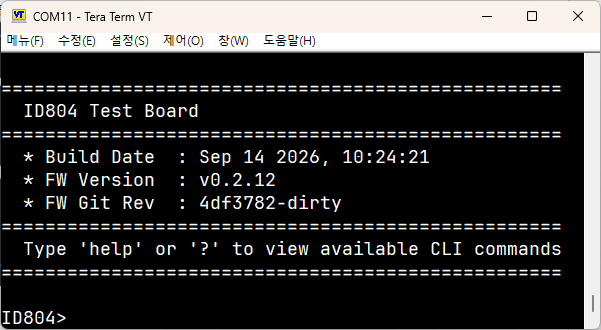 COM11 - Tera Term VT
메뉴(F) 수정(E) 설정(S) 제어(O) 창(W) 도움말(H)
===================================================
ID804 Test Board
===================================================
* Build Date : Sep 14 2026, 10:24:21
* FW Version : v0.2.12
* FW Git Rev : 4df3782-dirty
===================================================
Type 'help' or '?' to view available CLI commands
===================================================
ID804>